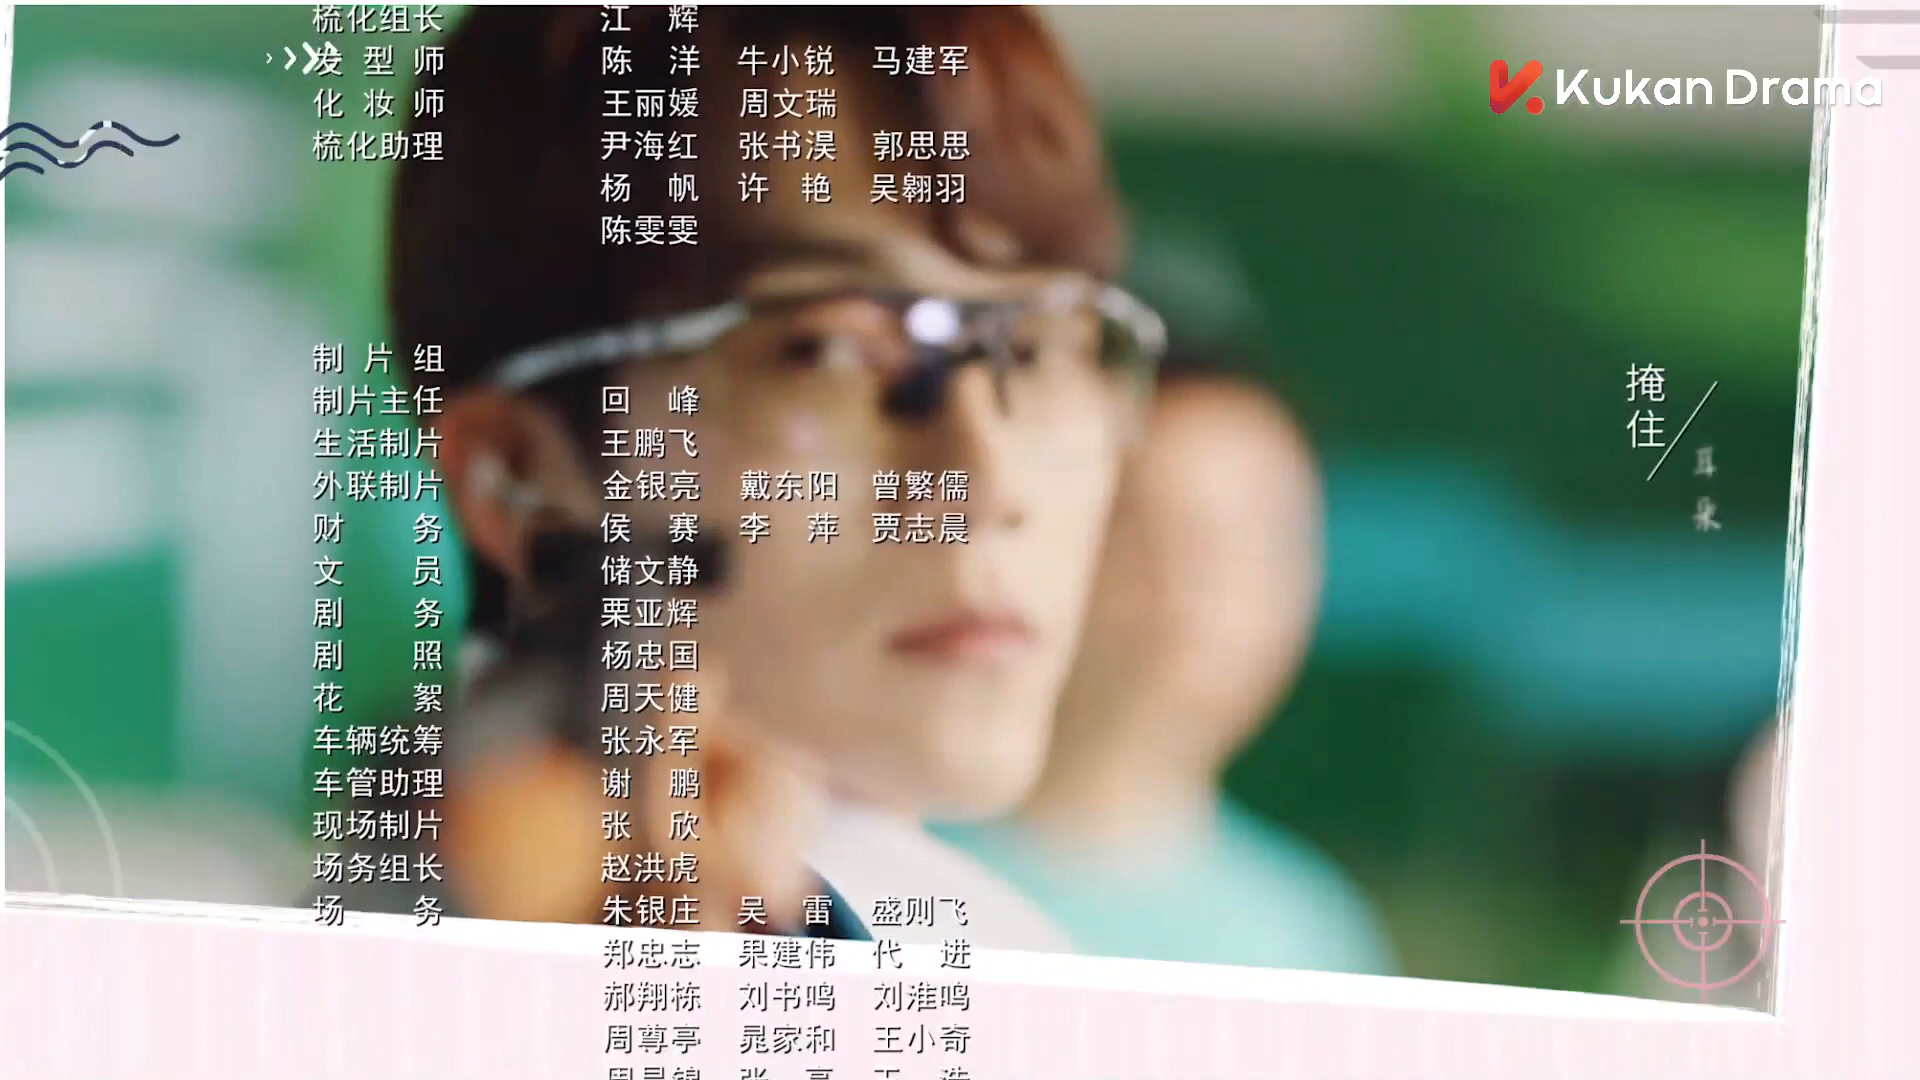 梳化组长 江 辉
发型师 陈 洋 牛小锐 马建军
化妆师 王丽媛 周文瑞
梳化助理 尹海红 张书淏 郭思思
杨 帆 许 艳 吴翱羽
陈雯雯
制片组
制片主任 回 峰
生活制片 王鹏飞
外联制片 金银亮 戴东阳 曾繁儒
财务 侯 赛 李 萍 贾志晨
文员 储文静
剧务 栗亚辉
剧照 杨忠国
花絮 周天健
车辆统筹 张永军
车管助理 谢 鹏
现场制片 张 欣
场务组长 赵洪虎
场务 朱银庄 吴 雷 盛则飞
郑忠志 果建伟 代 进
郝翔栋 刘书鸣 刘淮鸣
周尊亭 晁家和 王小奇
Kukan Drama
掩住
耳朵